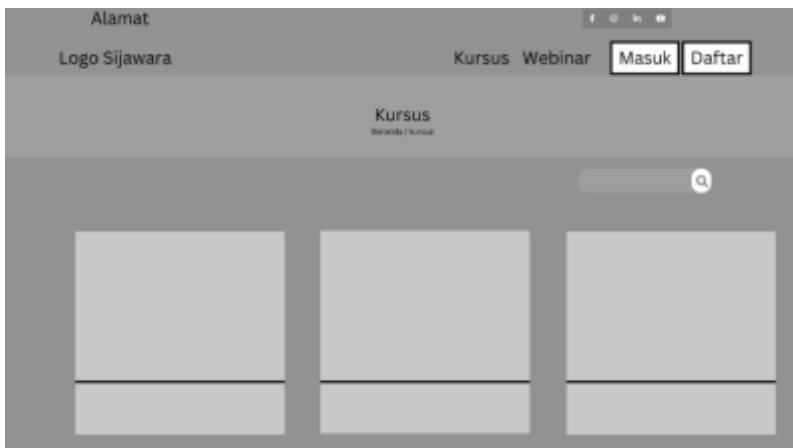 Alamat
Logo Sijawara
Kursus Webinar Masuk Daftar
Kursus
Beranda / kursus